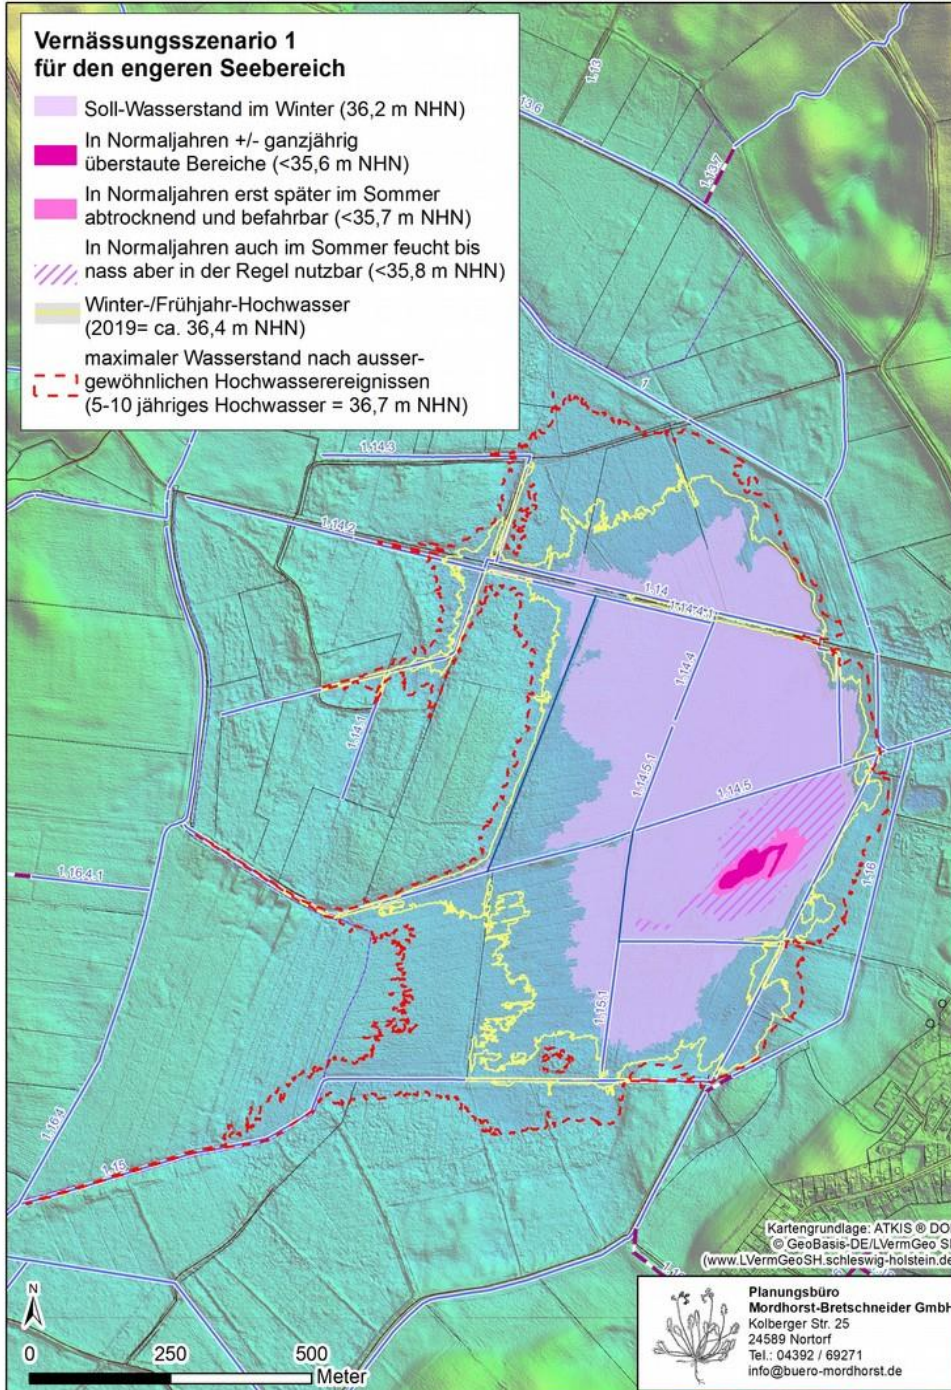 Vernässungsszenario 1
für den engeren Seebereich
Soll-Wasserstand im Winter (36,2 m NHN)
In Normaljahren +/- ganzjährig
überstaute Bereiche (<35,6 m NHN)
In Normaljahren erst später im Sommer
abtrocknend und befahrbar (<35,7 m NHN)
In Normaljahren auch im Sommer feucht bis
nass aber in der Regel nutzbar (<35,8 m NHN)
Winter-/Frühjahr-Hochwasser
(2019= ca. 36,4 m NHN)
maximaler Wasserstand nach ausser-
gewöhnlichen Hochwasserereignissen
(5-10 jähriges Hochwasser = 36,7 m NHN)
1.13
13.6
1.13.7
1
1.14.3
1.14.2
1.14
1.14.4.1
1.14.4
1.14.1
1.14.5.1
1.14.5
1.16.4.1
1.16
1.15.1
1.16.4
1.15
Kartengrundlage: ATKIS ® DO
© GeoBasis-DE/LVermGeo S
(www.LVermGeoSH.schleswig-holstein.de
N
0 250 500
Meter
Planungsbüro
Mordhorst-Bretschneider GmbH
Kolberger Str. 25
24589 Nortorf
Tel.: 04392 / 69271
info@buero-mordhorst.de